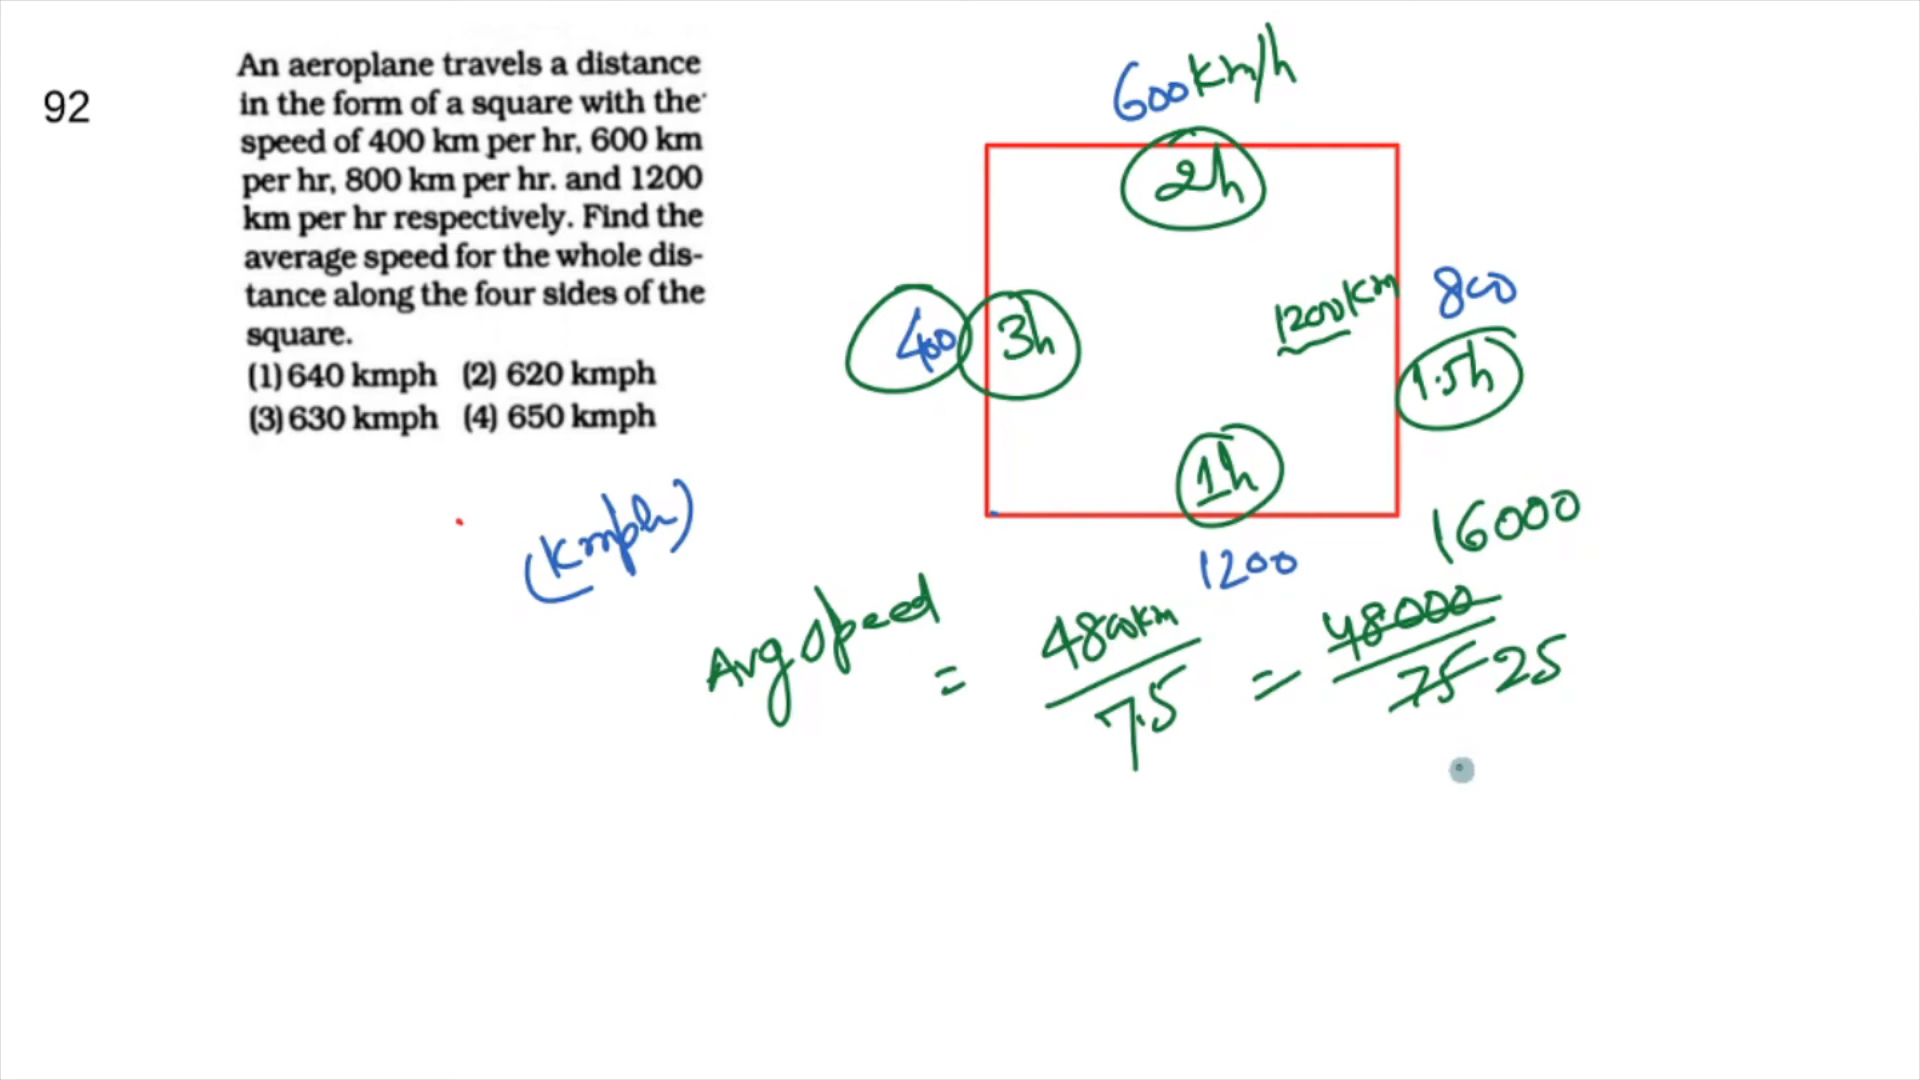 92
An aeroplane travels a distance
in the form of a square with the
speed of 400 km per hr, 600 km
per hr, 800 km per hr. and 1200
km per hr respectively. Find the
average speed for the whole dis-
tance along the four sides of the
square.
(1) 640 kmph (2) 620 kmph
(3) 630 kmph (4) 650 kmph
600km/h
2h
400 3h
1200km
800
1.5h
1h
1200
(kmph)
Avg speed = 4800km / 7.5 = 48000 / 75
16000
25